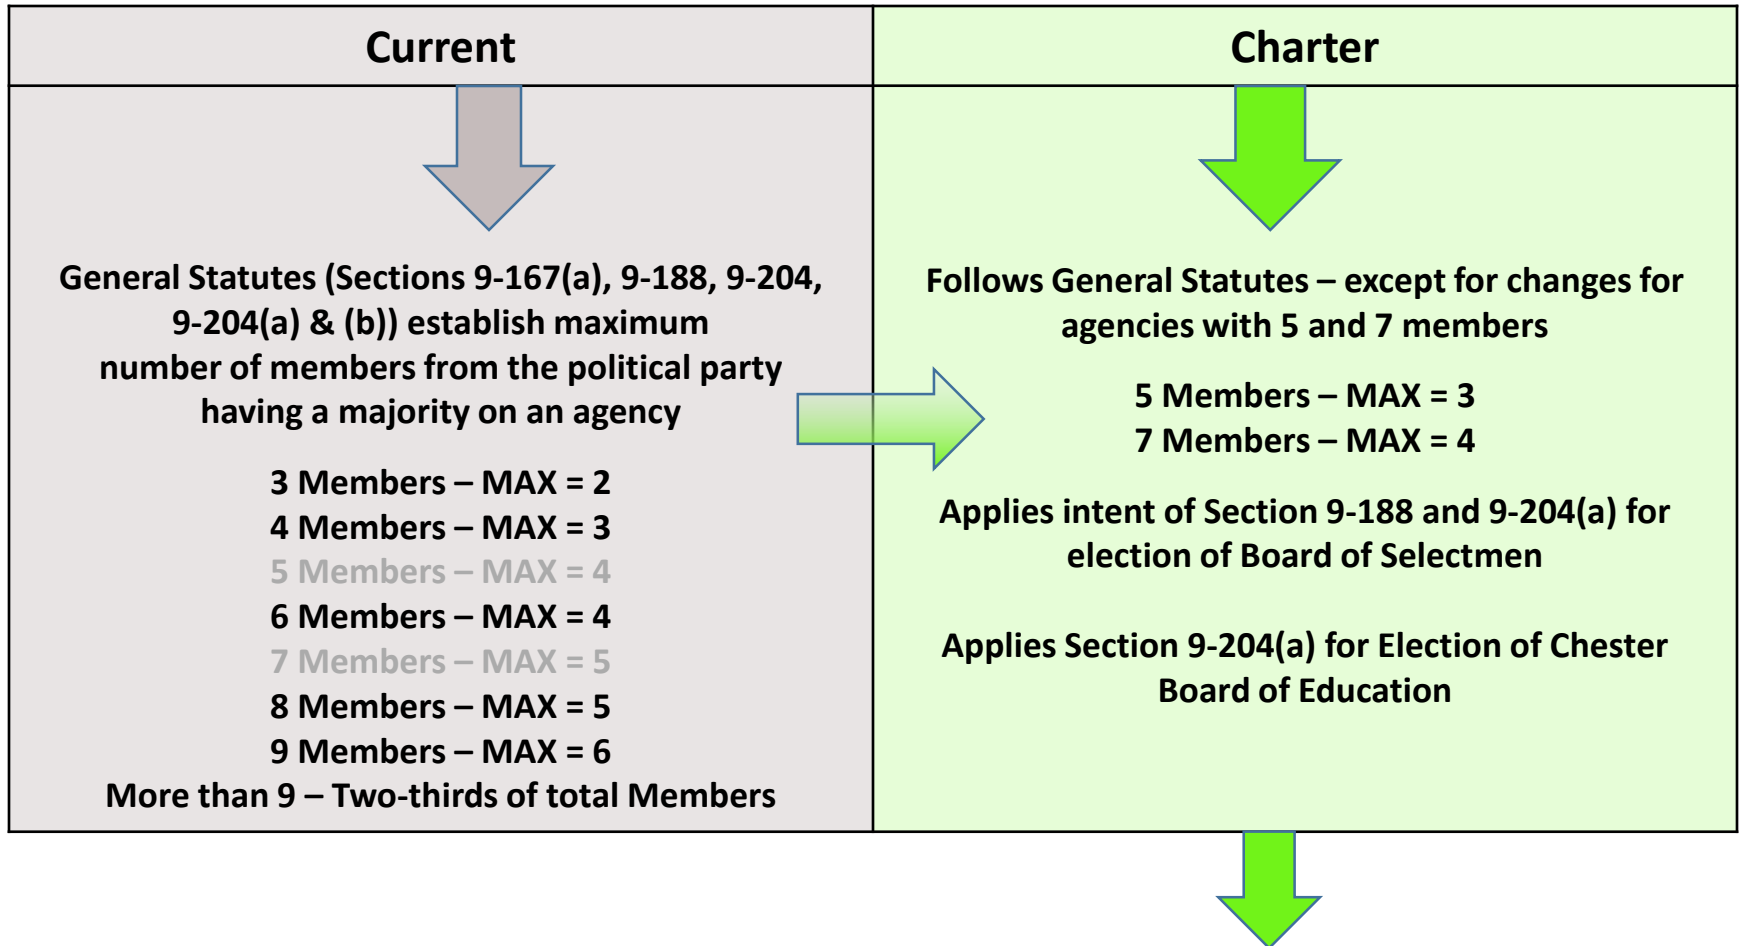 Current
General Statutes (Sections 9-167(a), 9-188, 9-204,
9-204(a) & (b)) establish maximum
number of members from the political party
having a majority on an agency
3 Members – MAX = 2
4 Members – MAX = 3
5 Members – MAX = 4
6 Members – MAX = 4
7 Members – MAX = 5
8 Members – MAX = 5
9 Members – MAX = 6
More than 9 – Two-thirds of total Members
Charter
Follows General Statutes – except for changes for
agencies with 5 and 7 members
5 Members – MAX = 3
7 Members – MAX = 4
Applies intent of Section 9-188 and 9-204(a) for
election of Board of Selectmen
Applies Section 9-204(a) for Election of Chester
Board of Education